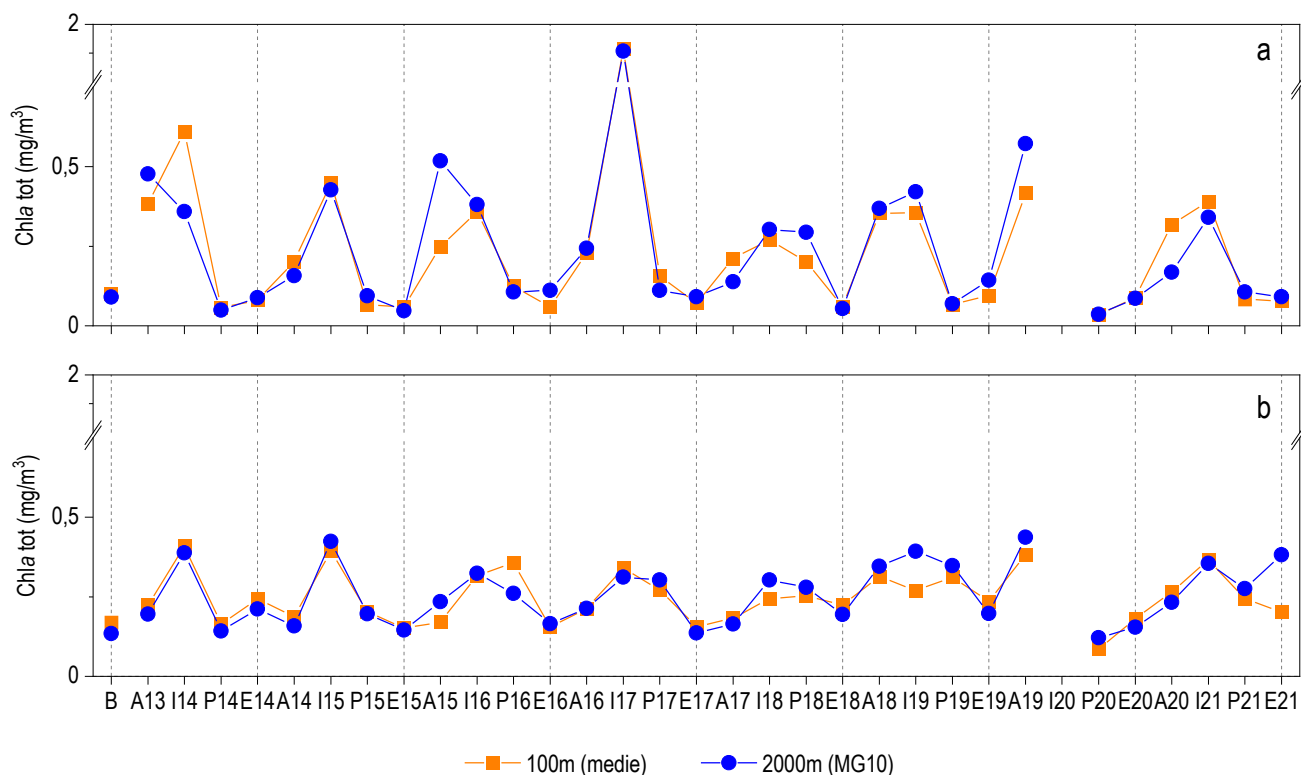 2
a
Chla tot (mg/m³)
0,5
0
2
b
Chla tot (mg/m³)
0,5
0
B A13 I14 P14 E14 A14 I15 P15 E15 A15 I16 P16 E16 A16 I17 P17 E17 A17 I18 P18 E18 A18 I19 P19 E19 A19 I20 P20 E20 A20 I21 P21 E21
100m (medie) 2000m (MG10)